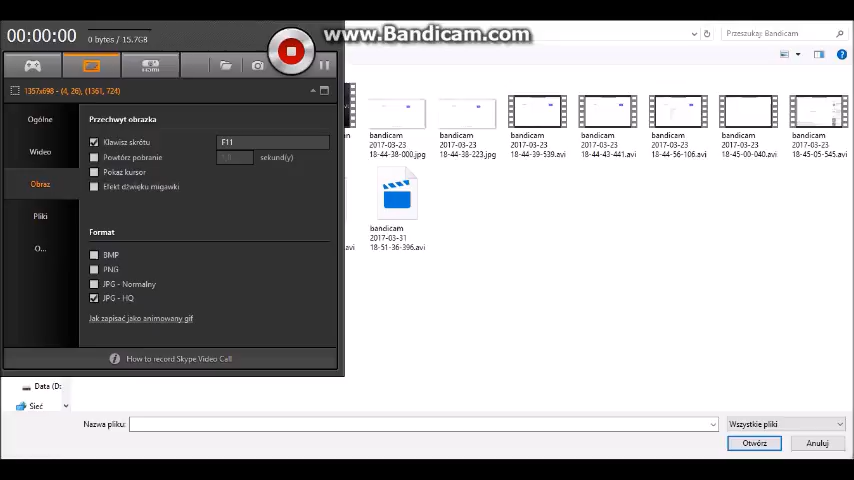 00:00:00
0 bytes / 15,7GB
www.Bandicam.com
Przeszukaj Bandicam
1357x698 - (4, 26), (1361, 724)
Ogólne
Wideo
Obraz
Pliki
O...
Przechwyt obrazka
Klawisz skrótu
F11
Powtórz pobranie
1,0
sekund(y)
Pokaż kursor
Efekt dźwięku migawki
Format
BMP
PNG
JPG - Normalny
JPG - HQ
Jak zapisać jako animowany gif
How to record Skype Video Call
bandicam
2017-03-23
18-44-38-000.jpg
bandicam
2017-03-23
18-44-38-223.jpg
bandicam
2017-03-23
18-44-39-539.avi
bandicam
2017-03-23
18-44-43-441.avi
bandicam
2017-03-23
18-44-56-106.avi
bandicam
2017-03-23
18-45-00-040.avi
bandicam
2017-03-23
18-45-05-545.avi
.avi
bandicam
2017-03-31
18-51-36-396.avi
.avi
Data (D:
Sieć
Nazwa pliku:
Wszystkie pliki
Otwórz
Anuluj